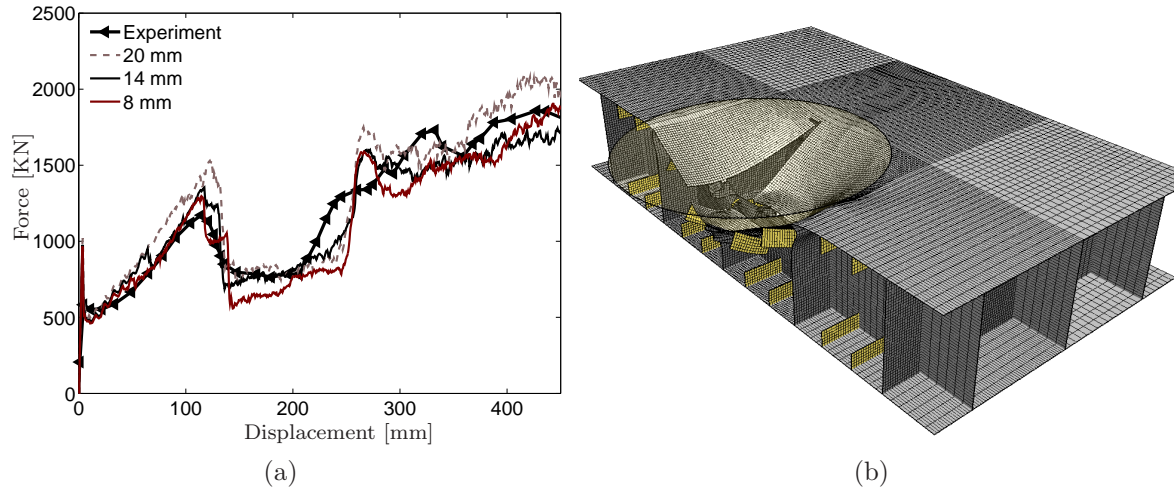 2500
2000
1500
1000
500
0
Force [KN]
Experiment
20 mm
14 mm
8 mm
0 100 200 300 400
Displacement [mm]
(a) (b)